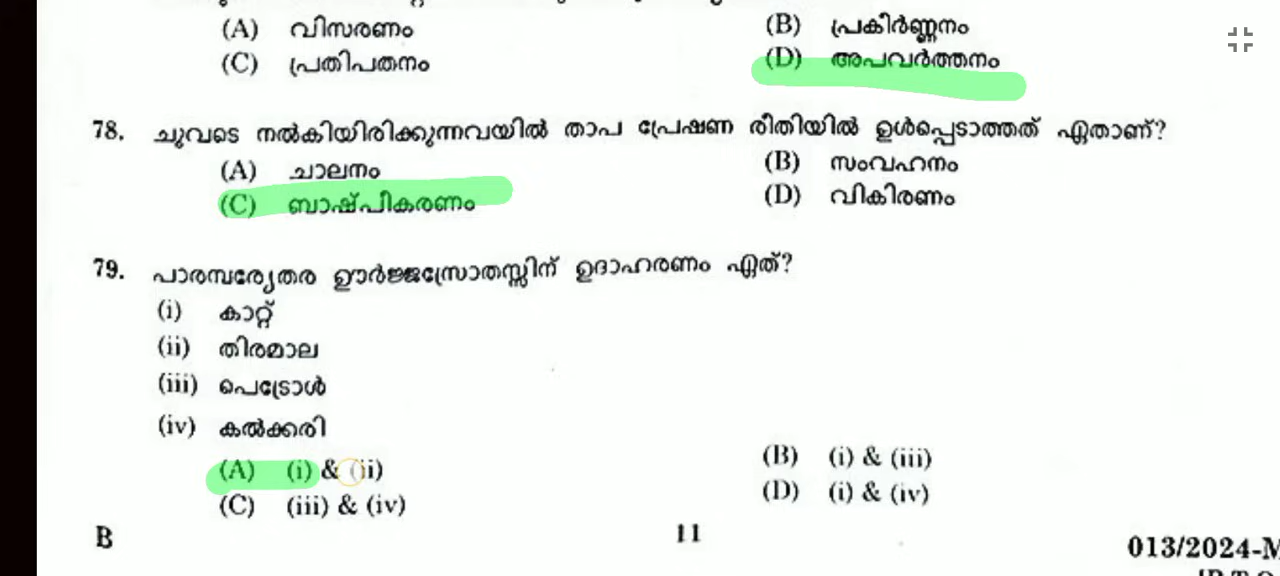 (A) വിസരണം (B) പ്രകീർണ്ണനം
(C) പ്രതിപതനം (D) അപവർത്തനം
78. ചുവടെ നൽകിയിരിക്കുന്നവയിൽ താപ പ്രേഷണ രീതിയിൽ ഉൾപ്പെടാത്തത് ഏതാണ്?
(A) ചാലനം (B) സംവഹനം
(C) ബാഷ്പീകരണം (D) വികിരണം
79. പാരമ്പര്യേതര ഊർജ്ജസ്രോതസ്സിന് ഉദാഹരണം ഏത്?
(i) കാറ്റ്
(ii) തിരമാല
(iii) പെട്രോൾ
(iv) കൽക്കരി
(A) (i) & (ii) (B) (i) & (iii)
(C) (iii) & (iv) (D) (i) & (iv)
B 11 013/2024-M